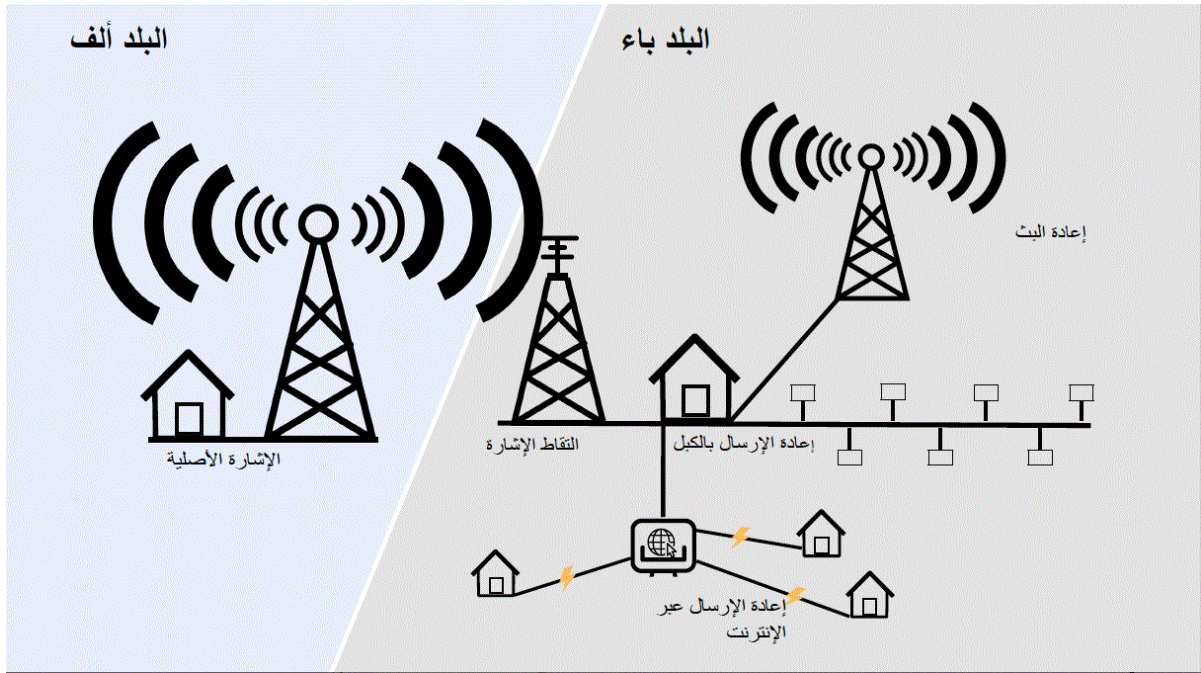 البلد ألف
البلد باء
إعادة البث
الإشارة الأصلية
التقاط الإشارة
إعادة الإرسال بالكبل
إعادة الإرسال عبر
الإنترنت